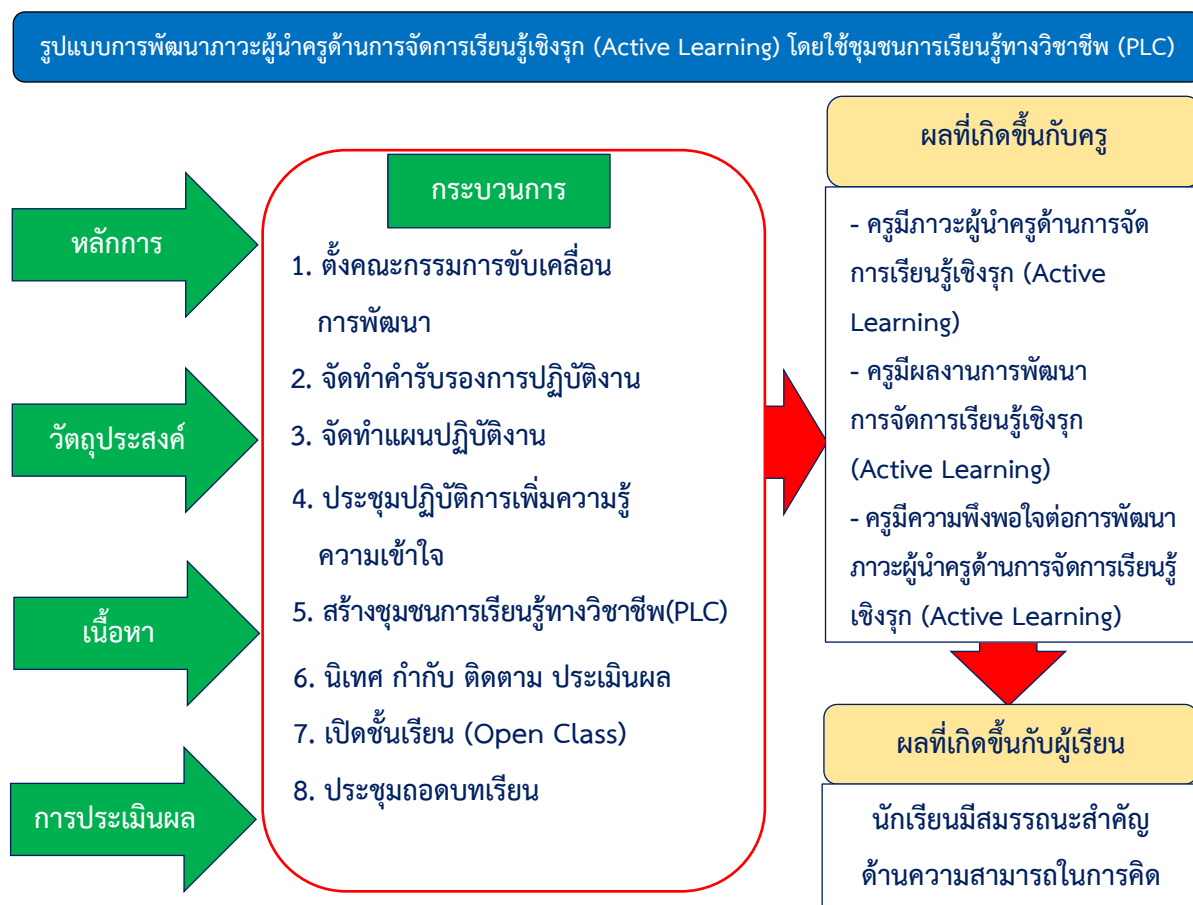 รูปแบบการพัฒนาภาวะผู้นำครูด้านการจัดการเรียนรู้เชิงรุก (Active Learning) โดยใช้ชุมชนการเรียนรู้ทางวิชาชีพ (PLC)
หลักการ
วัตถุประสงค์
เนื้อหา
การประเมินผล
กระบวนการ
1. ตั้งคณะกรรมการขับเคลื่อน
การพัฒนา
2. จัดทำคำรับรองการปฏิบัติงาน
3. จัดทำแผนปฏิบัติงาน
4. ประชุมปฏิบัติการเพิ่มความรู้
ความเข้าใจ
5. สร้างชุมชนการเรียนรู้ทางวิชาชีพ(PLC)
6. นิเทศ กำกับ ติดตาม ประเมินผล
7. เปิดชั้นเรียน (Open Class)
8. ประชุมถอดบทเรียน
ผลที่เกิดขึ้นกับครู
- ครูมีภาวะผู้นำครูด้านการจัด
การเรียนรู้เชิงรุก (Active
Learning)
- ครูมีผลงานการพัฒนา
การจัดการเรียนรู้เชิงรุก
(Active Learning)
- ครูมีความพึงพอใจต่อการพัฒนา
ภาวะผู้นำครูด้านการจัดการเรียนรู้
เชิงรุก (Active Learning)
ผลที่เกิดขึ้นกับผู้เรียน
นักเรียนมีสมรรถนะสำคัญ
ด้านความสามารถในการคิด